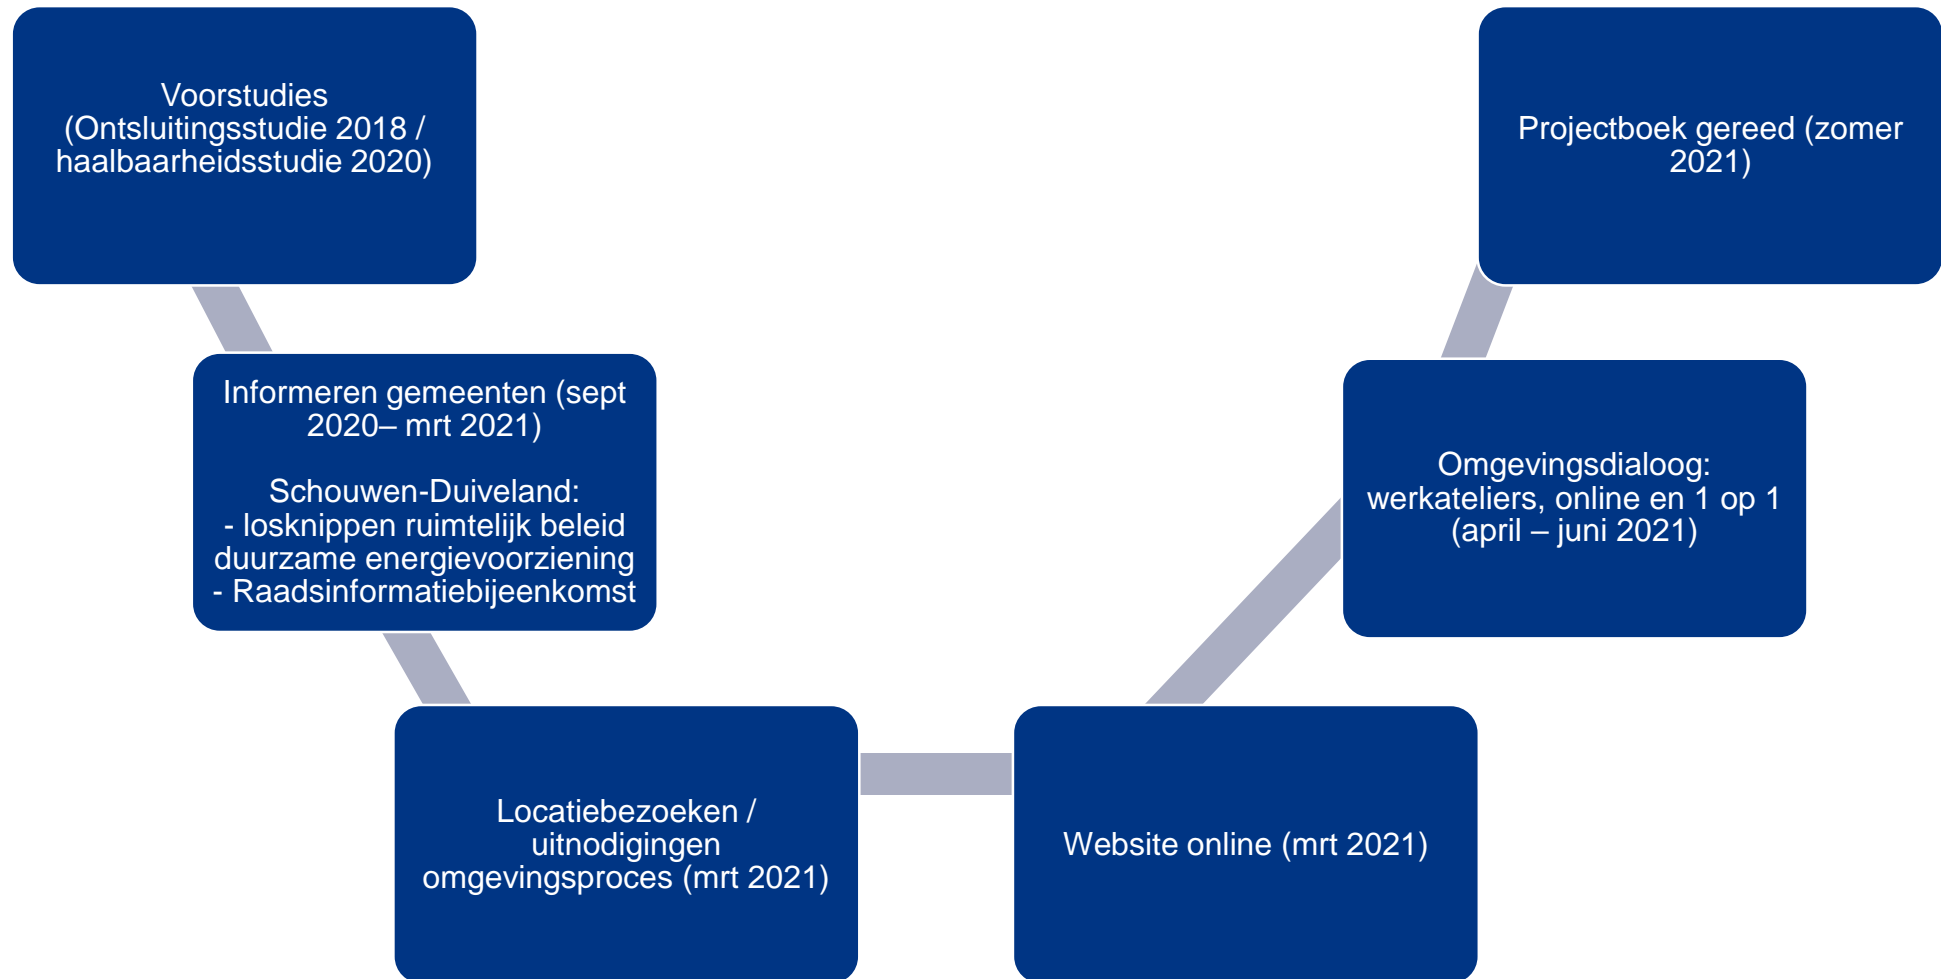 Voorstudies
(Ontsluitingsstudie 2018 /
haalbaarheidsstudie 2020)
Informeren gemeenten (sept
2020– mrt 2021)
Schouwen-Duiveland:
- losknippen ruimtelijk beleid
duurzame energievoorziening
- Raadsinformatiebijeenkomst
Locatiebezoeken /
uitnodigingen
omgevingsproces (mrt 2021)
Website online (mrt 2021)
Omgevingsdialoog:
werkateliers, online en 1 op 1
(april – juni 2021)
Projectboek gereed (zomer
2021)